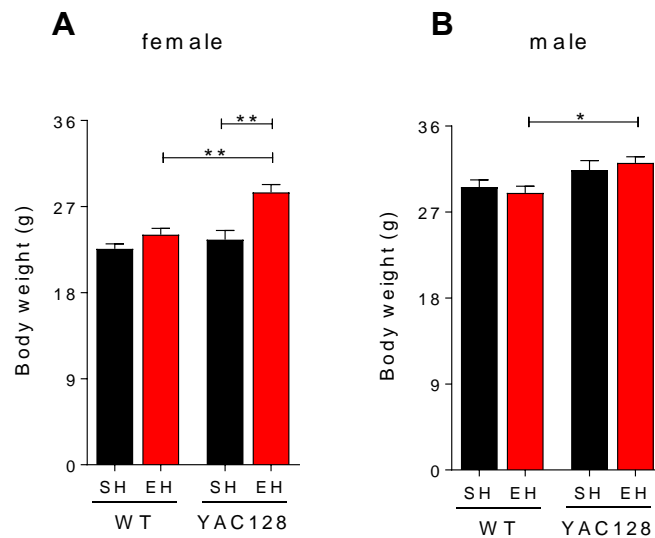 A
female
36
27
18
9
0
Body weight (g)
**
**
SH EH SH EH
WT YAC128
B
male
36
27
18
9
0
Body weight (g)
*
SH EH SH EH
WT YAC128